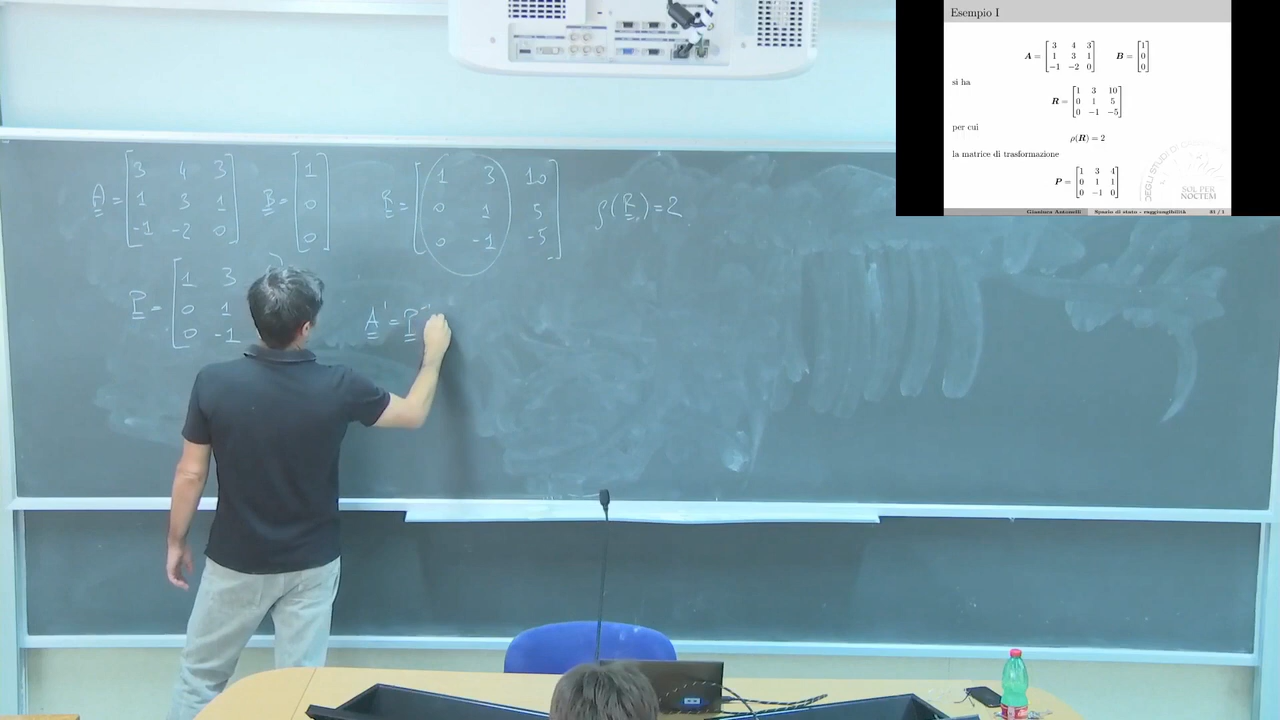 Esempio I
A = [3 4 3; 1 3 1; −1 −2 0] B = [1; 0; 0]
si ha
R = [1 3 10; 0 1 5; 0 −1 −5]
per cui
ρ(R) = 2
la matrice di trasformazione
P = [1 3 4; 0 1 1; 0 −1 0]
DEGLI STUDI DI
SOL PER
NOCTEM
Gianluca Antonelli Spazio di stato - raggiungibilità
A = [3 4 3; 1 3 1; -1 -2 0] B = [1; 0; 0] R = [1 3 10; 0 1 5; 0 -1 -5] ρ(R)=2
P = [1 3; 0 1; 0 -1 A' = P⁻¹